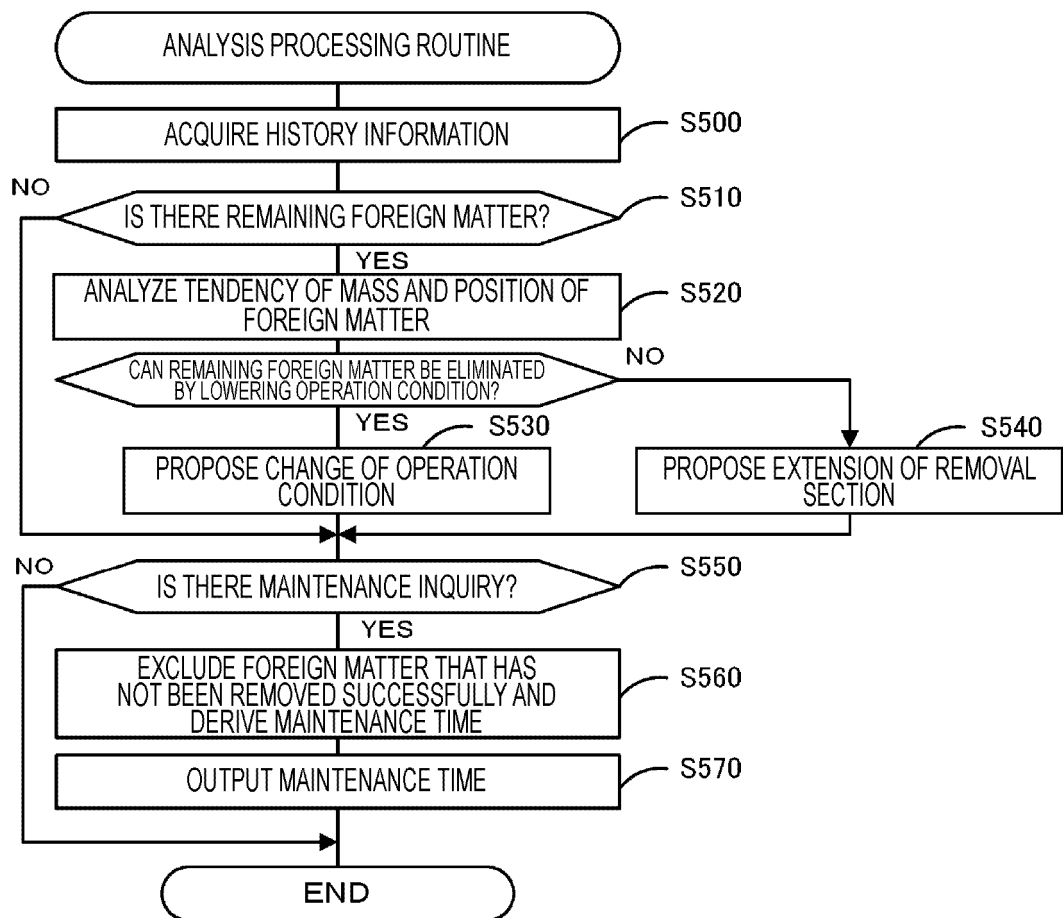 ANALYSIS PROCESSING ROUTINE
ACQUIRE HISTORY INFORMATION
S500
NO
IS THERE REMAINING FOREIGN MATTER?
S510
YES
ANALYZE TENDENCY OF MASS AND POSITION OF
FOREIGN MATTER
S520
CAN REMAINING FOREIGN MATTER BE ELIMINATED
BY LOWERING OPERATION CONDITION?
NO
YES
S530
PROPOSE CHANGE OF OPERATION
CONDITION
S540
PROPOSE EXTENSION OF REMOVAL
SECTION
NO
IS THERE MAINTENANCE INQUIRY?
S550
YES
EXCLUDE FOREIGN MATTER THAT HAS
NOT BEEN REMOVED SUCCESSFULLY AND
DERIVE MAINTENANCE TIME
S560
OUTPUT MAINTENANCE TIME
S570
END